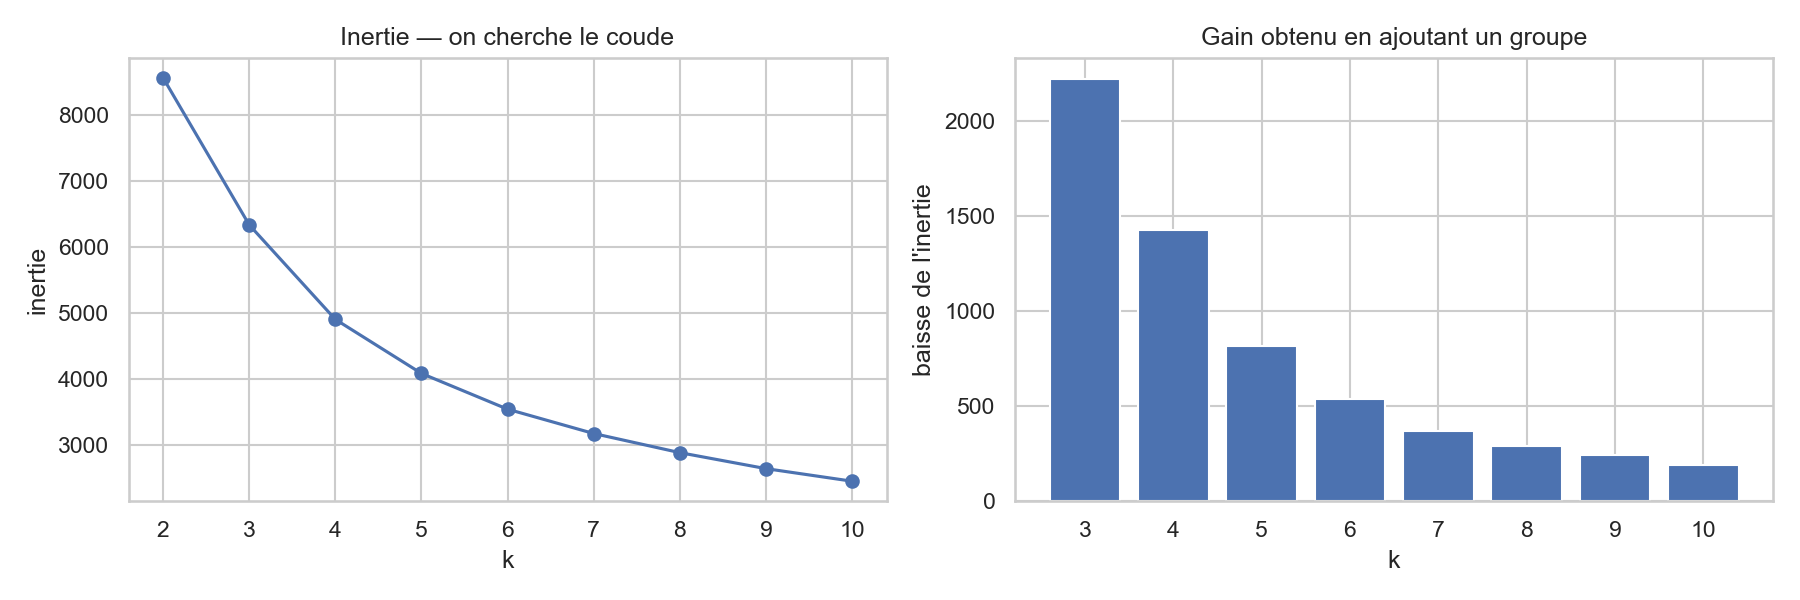 Inertie — on cherche le coude
inertie
8000
7000
6000
5000
4000
3000
2 3 4 5 6 7 8 9 10
k
Gain obtenu en ajoutant un groupe
baisse de l'inertie
2000
1500
1000
500
0
3 4 5 6 7 8 9 10
k